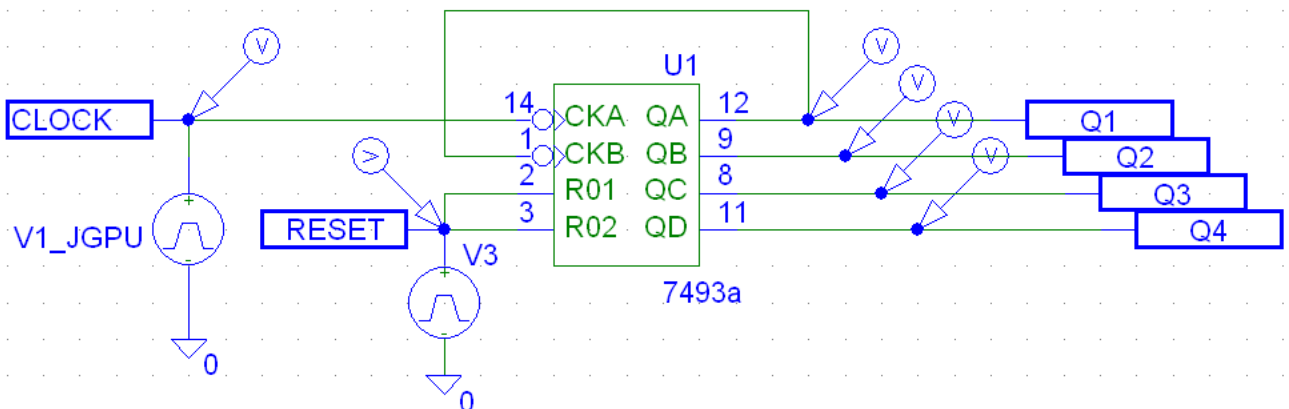 V
V
U1
V
CLOCK
14
CKA
QA
12
V
Q1
V
1
CKB
QB
9
V
Q2
2
R01
QC
8
Q3
RESET
3
R02
QD
11
Q4
V1_JGPU
V3
7493a
0
0